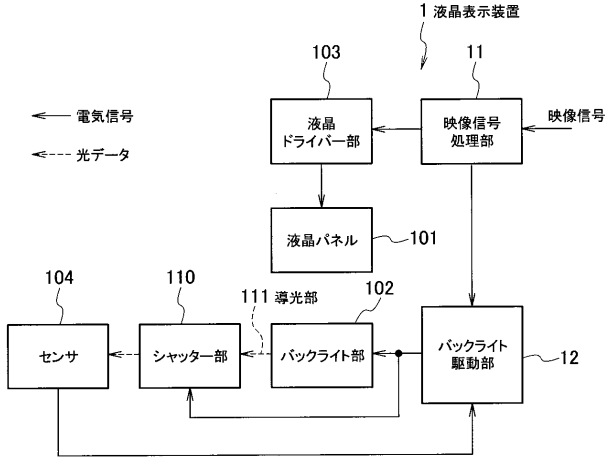 1 液晶表示装置
103
11
電気信号
液晶
ドライバー部
映像信号
処理部
映像信号
光データ
液晶パネル
101
104
110
111 導光部
102
センサ
シャッター部
バックライト部
バックライト
駆動部
12